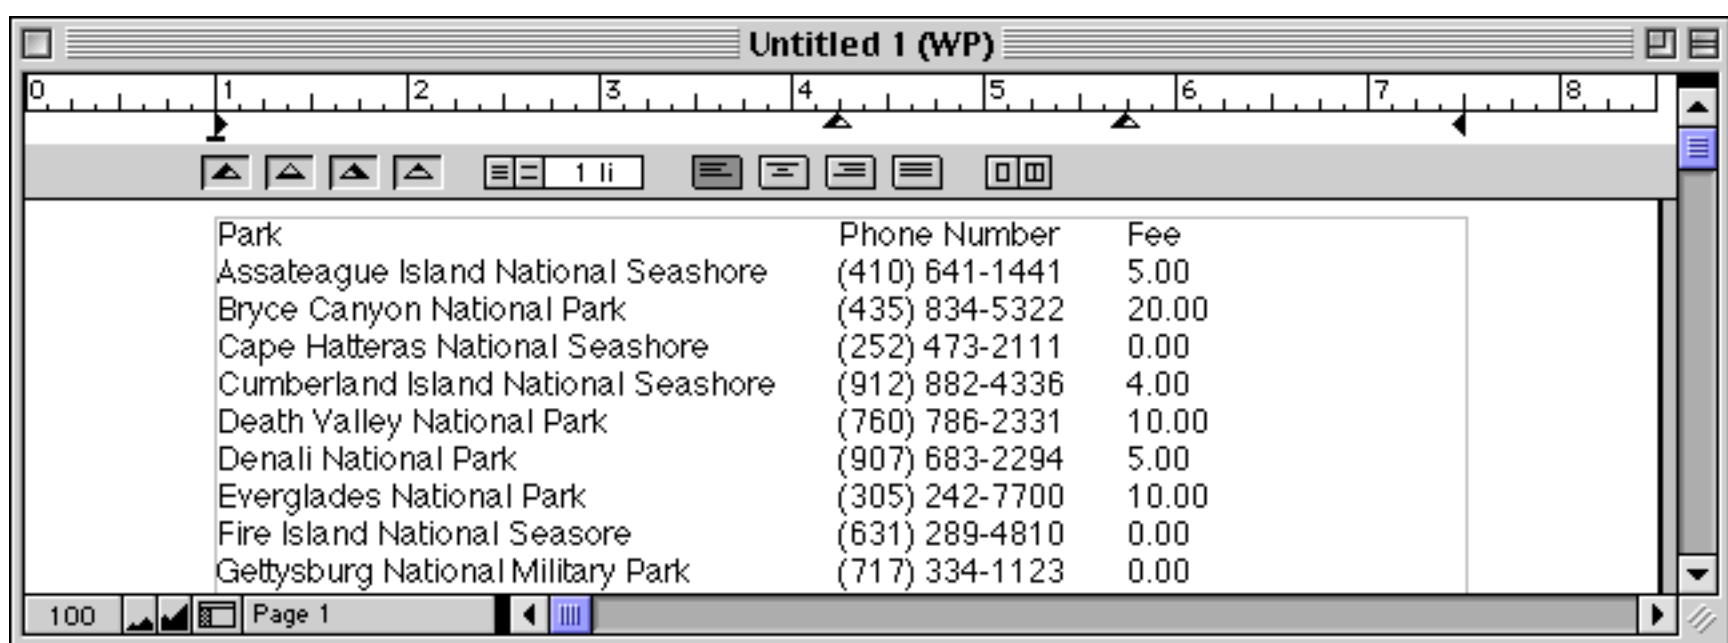 Untitled 1 (WP)
0 1 2 3 4 5 6 7 8
1 li
Park Phone Number Fee
Assateague Island National Seashore (410) 641-1441 5.00
Bryce Canyon National Park (435) 834-5322 20.00
Cape Hatteras National Seashore (252) 473-2111 0.00
Cumberland Island National Seashore (912) 882-4336 4.00
Death Valley National Park (760) 786-2331 10.00
Denali National Park (907) 683-2294 5.00
Everglades National Park (305) 242-7700 10.00
Fire Island National Seasore (631) 289-4810 0.00
Gettysburg National Military Park (717) 334-1123 0.00
100 Page 1